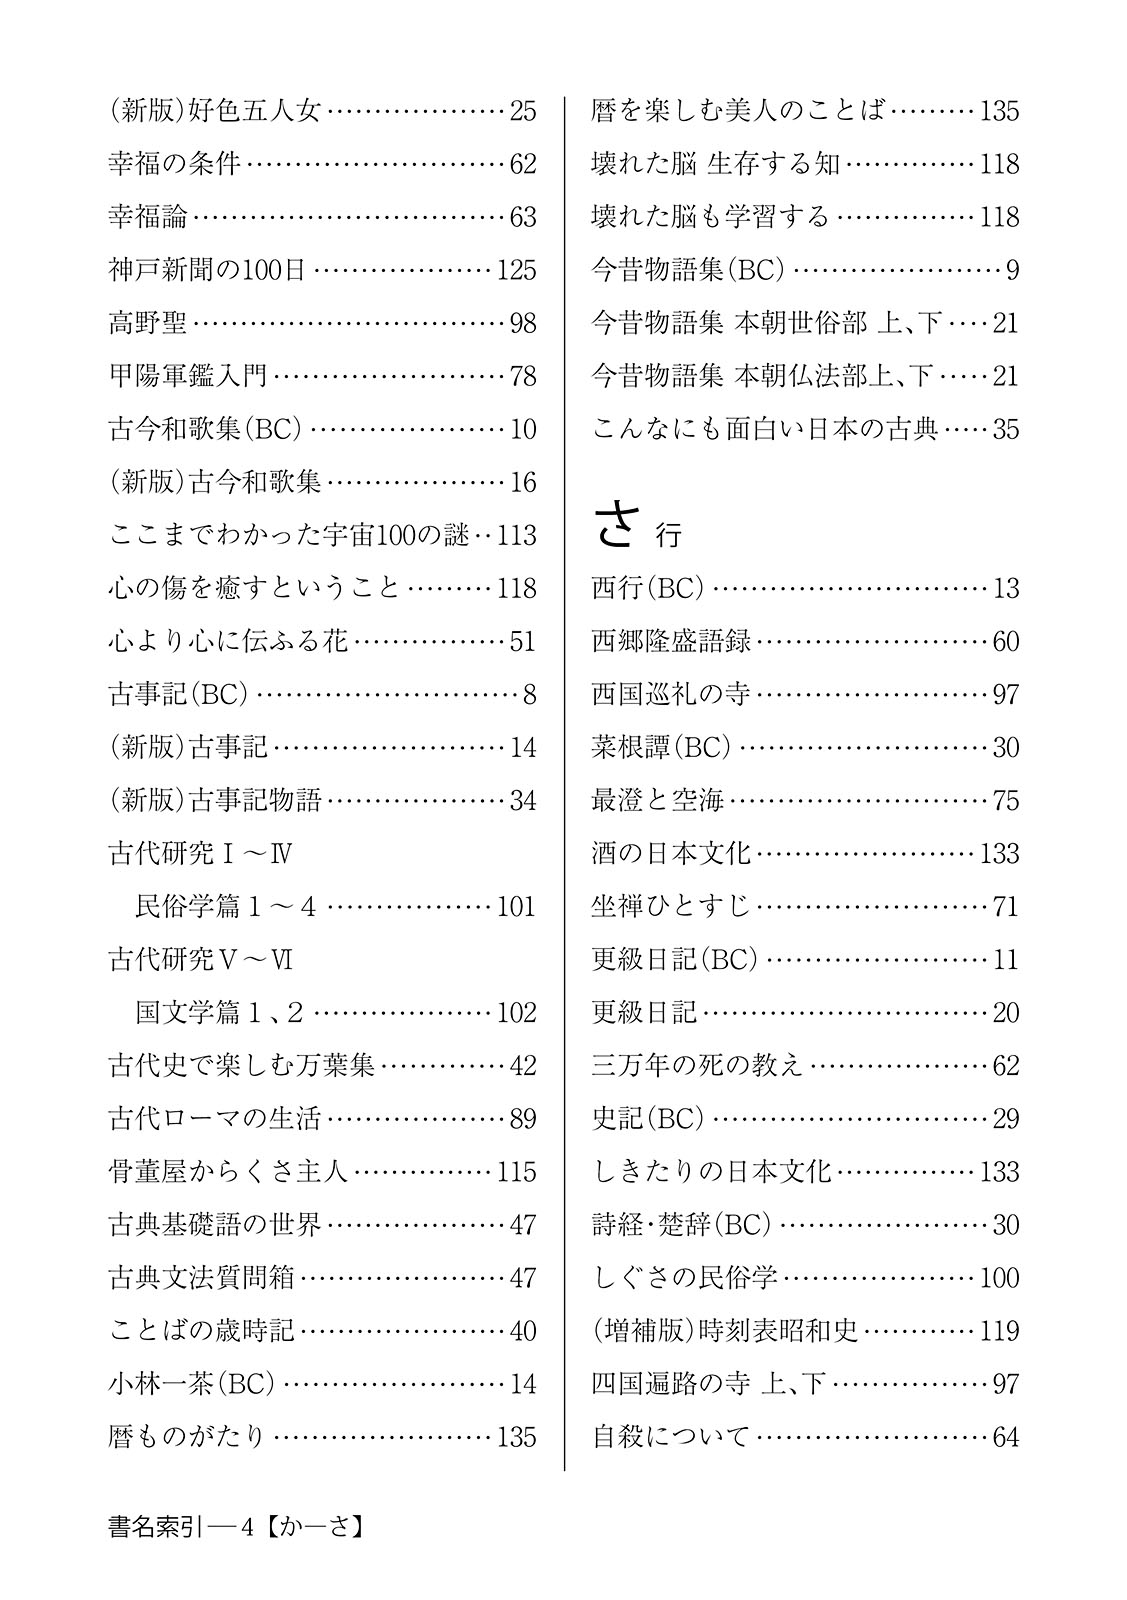 （新版）好色五人女…………………25
幸福の条件…………………………62
幸福論………………………………63
神戸新聞の100日…………………125
高野聖………………………………98
甲陽軍鑑入門………………………78
古今和歌集（BC）…………………10
（新版）古今和歌集…………………16
ここまでわかった宇宙100の謎‥113
心の傷を癒すということ………118
心より心に伝ふる花………………51
古事記（BC）…………………………8
（新版）古事記………………………14
（新版）古事記物語…………………34
古代研究Ⅰ～Ⅳ
民俗学篇１～４………………101
古代研究Ⅴ～Ⅵ
国文学篇１、２…………………102
古代史で楽しむ万葉集……………42
古代ローマの生活…………………89
骨董屋からくさ主人……………115
古典基礎語の世界…………………47
古典文法質問箱……………………47
ことばの歳時記……………………40
小林一茶（BC）……………………14
暦ものがたり……………………135
暦を楽しむ美人のことば………135
壊れた脳 生存する知……………118
壊れた脳も学習する……………118
今昔物語集（BC）……………………9
今昔物語集 本朝世俗部 上、下‥‥21
今昔物語集 本朝仏法部上、下……21
こんなにも面白い日本の古典……35
さ 行
西行（BC）…………………………13
西郷隆盛語録………………………60
西国巡礼の寺………………………97
菜根譚（BC）………………………30
最澄と空海…………………………75
酒の日本文化……………………133
坐禅ひとすじ………………………71
更級日記（BC）……………………11
更級日記……………………………20
三万年の死の教え…………………62
史記（BC）…………………………29
しきたりの日本文化……………133
詩経・楚辞（BC）…………………30
しぐさの民俗学…………………100
（増補版）時刻表昭和史…………119
四国遍路の寺 上、下………………97
自殺について………………………64
書名索引―4【か―さ】